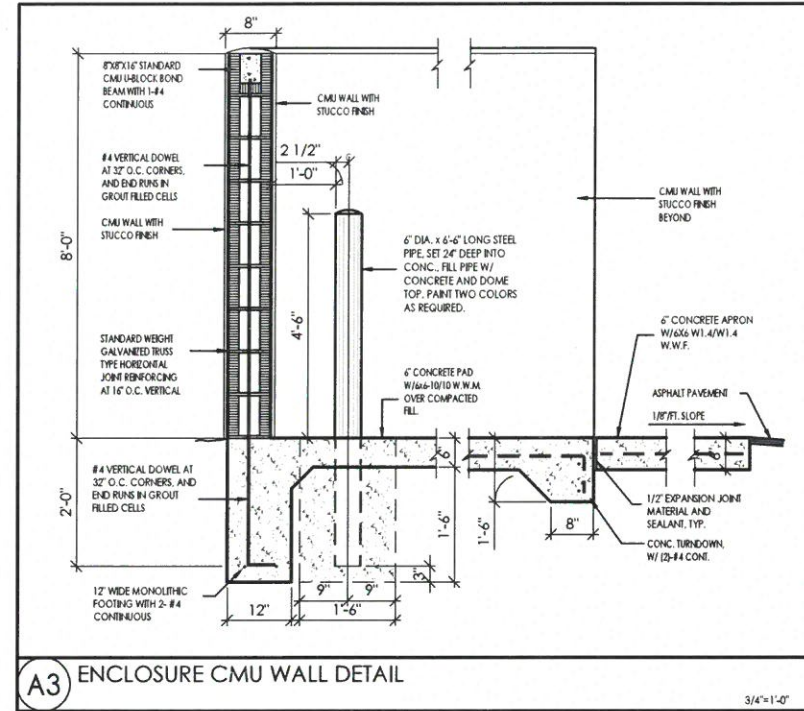 8"
8"X8"X16" STANDARD
CMU U-BLOCK BOND
BEAM WITH 1-#4
CONTINUOUS
CMU WALL WITH
STUCCO FINISH
2 1/2"
1'-0"
#4 VERTICAL DOWEL
AT 32" O.C. CORNERS,
AND END RUNS IN
GROUT FILLED CELLS
CMU WALL WITH
STUCCO FINISH
8'-0"
CMU WALL WITH
STUCCO FINISH
BEYOND
6" DIA. x 6'-6" LONG STEEL
PIPE, SET 24" DEEP INTO
CONC., FILL PIPE W/
CONCRETE AND DOME
TOP. PAINT TWO COLORS
AS REQUIRED.
4'-6"
STANDARD WEIGHT
GALVANIZED TRUSS
TYPE HORIZONTAL
JOINT REINFORCING
AT 16" O.C. VERTICAL
6" CONCRETE PAD
W/6x6-10/10 W.W.M.
OVER COMPACTED
FILL.
6" CONCRETE APRON
W/6X6 W1.4/W1.4
W.W.F.
ASPHALT PAVEMENT
1/8"/FT. SLOPE
6"
6"
#4 VERTICAL DOWEL AT
32" O.C. CORNERS, AND
END RUNS IN GROUT
FILLED CELLS
2'-0"
1'-6"
1'-6"
8"
1/2" EXPANSION JOINT
MATERIAL AND
SEALANT, TYP.
CONC. TURNDOWN,
W/ (2)-#4 CONT.
3"
12" WIDE MONOLITHIC
FOOTING WITH 2- #4
CONTINUOUS
12"
9"
9"
1'-6"
A3
ENCLOSURE CMU WALL DETAIL
3/4"=1'-0"